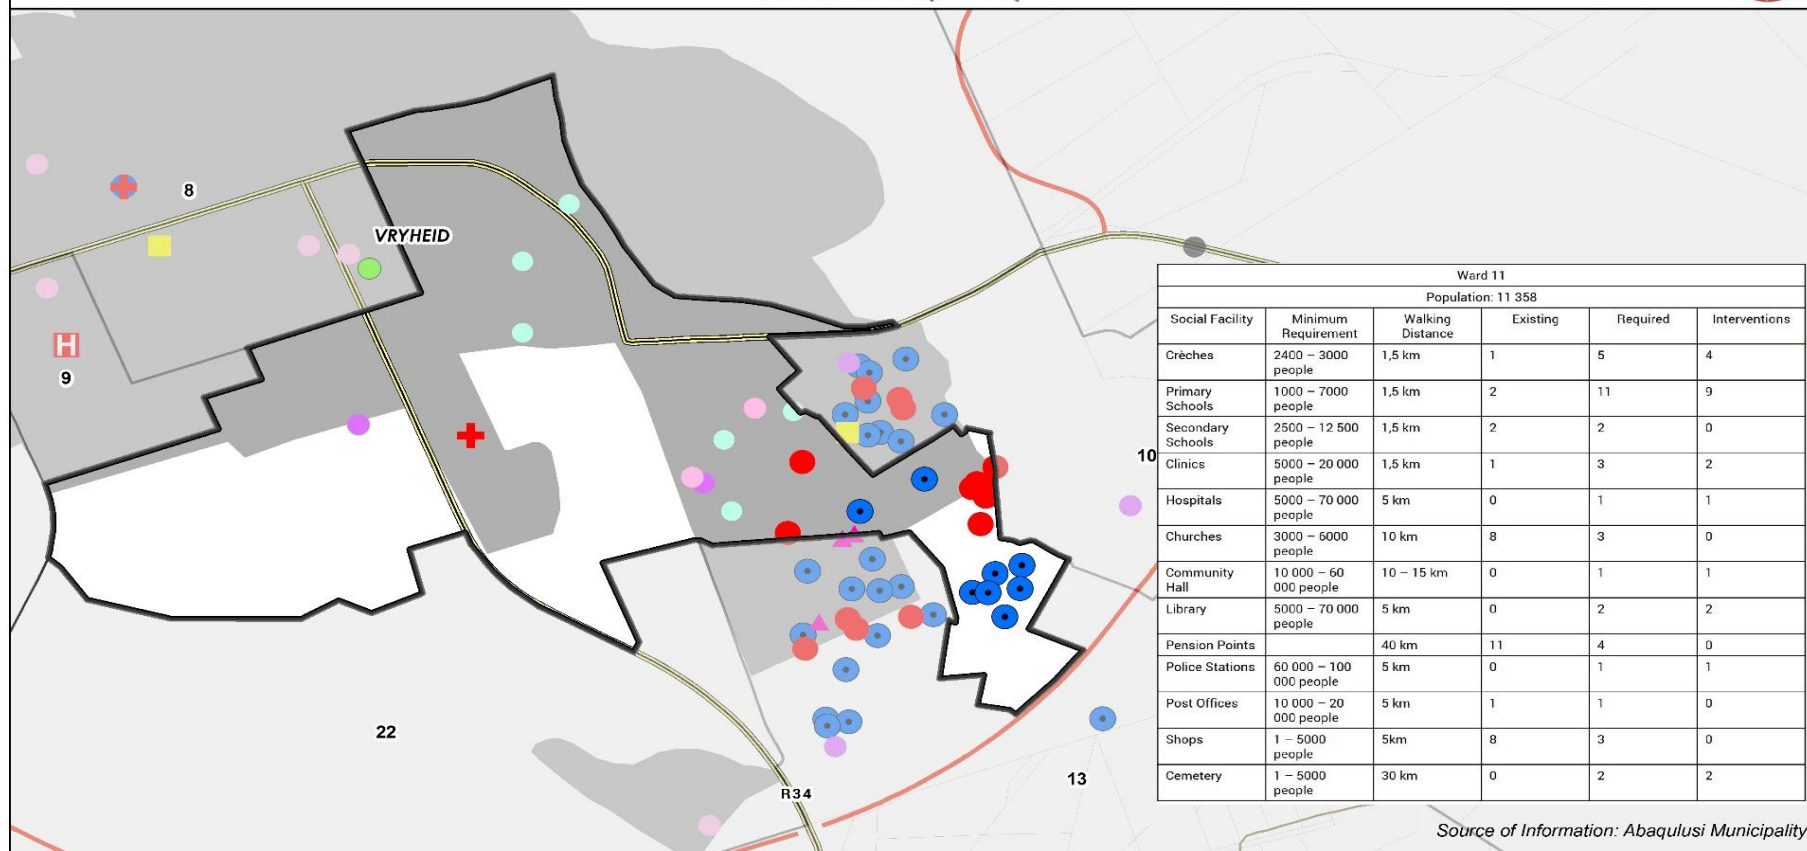 8
VRYHEID
H
9
10
22
13
R34
Ward 11
Population: 11 358
Social Facility Minimum Requirement Walking Distance Existing Required Interventions
Crèches 2400 – 3000 people 1,5 km 1 5 4
Primary Schools 1000 – 7000 people 1,5 km 2 11 9
Secondary Schools 2500 – 12 500 people 1,5 km 2 2 0
Clinics 5000 – 20 000 people 1,5 km 1 3 2
Hospitals 5000 – 70 000 people 5 km 0 1 1
Churches 3000 – 6000 people 10 km 8 3 0
Community Hall 10 000 – 60 000 people 10 – 15 km 0 1 1
Library 5000 – 70 000 people 5 km 0 2 2
Pension Points 40 km 11 4 0
Police Stations 60 000 – 100 000 people 5 km 0 1 1
Post Offices 10 000 – 20 000 people 5 km 1 1 0
Shops 1 – 5000 people 5km 8 3 0
Cemetery 1 – 5000 people 30 km 0 2 2
Source of Information: Abaqulusi Municipality